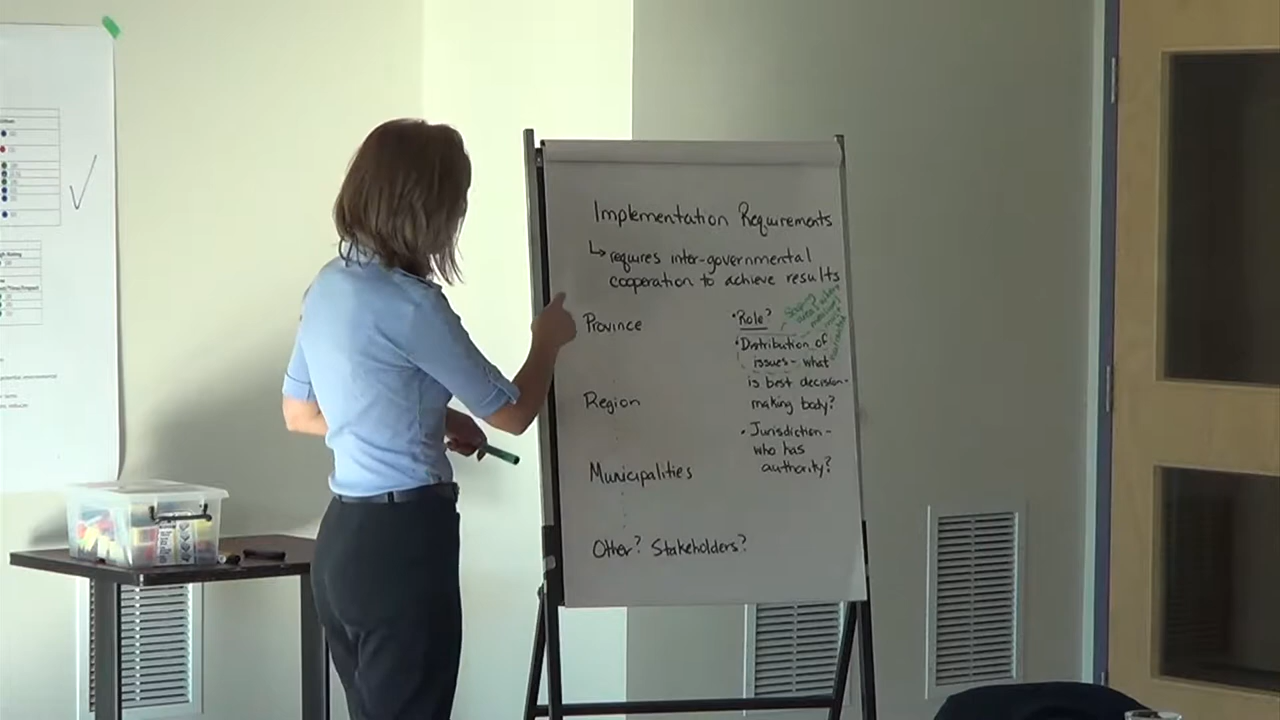 Implementation Requirements
↳ requires inter-governmental
cooperation to achieve results
Province
Region
Municipalities
Other? Stakeholders?
• Role?
• Distribution of
issues - what
is best decision-
making body?
• Jurisdiction -
who has
authority?